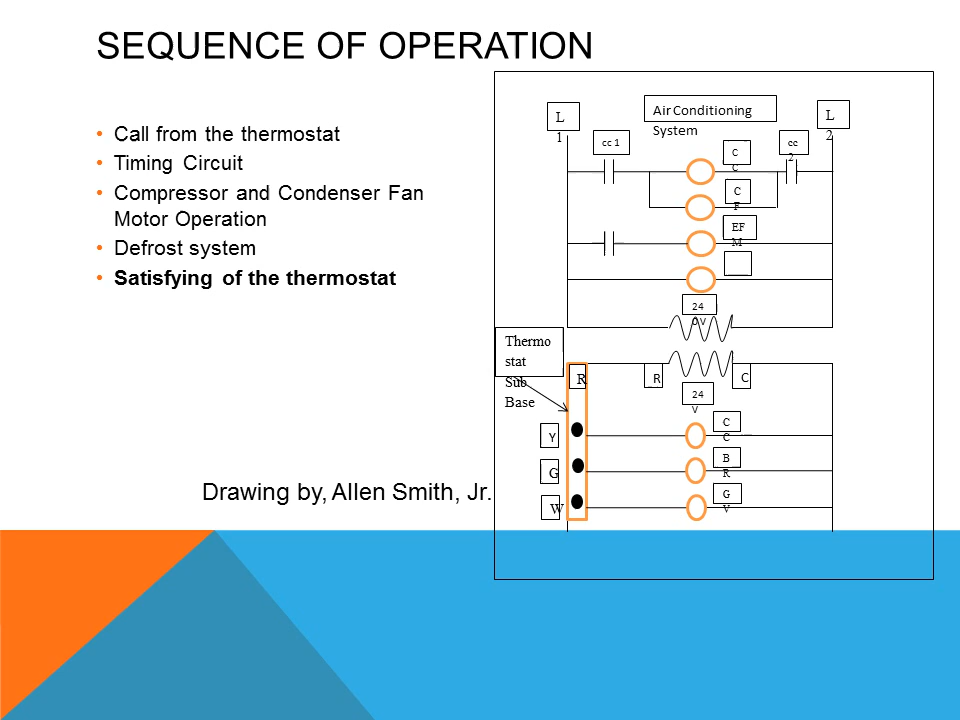 SEQUENCE OF OPERATION
• Call from the thermostat
• Timing Circuit
• Compressor and Condenser Fan
Motor Operation
• Defrost system
• Satisfying of the thermostat
Drawing by, Allen Smith, Jr.
Air Conditioning
System
L
1
L
2
cc 1
cc
2
C
C
C
F
EF
M
24
0 V
Thermo
stat
Sub
Base
R
R
C
24
V
C
C
Y
B
R
G
G
V
W